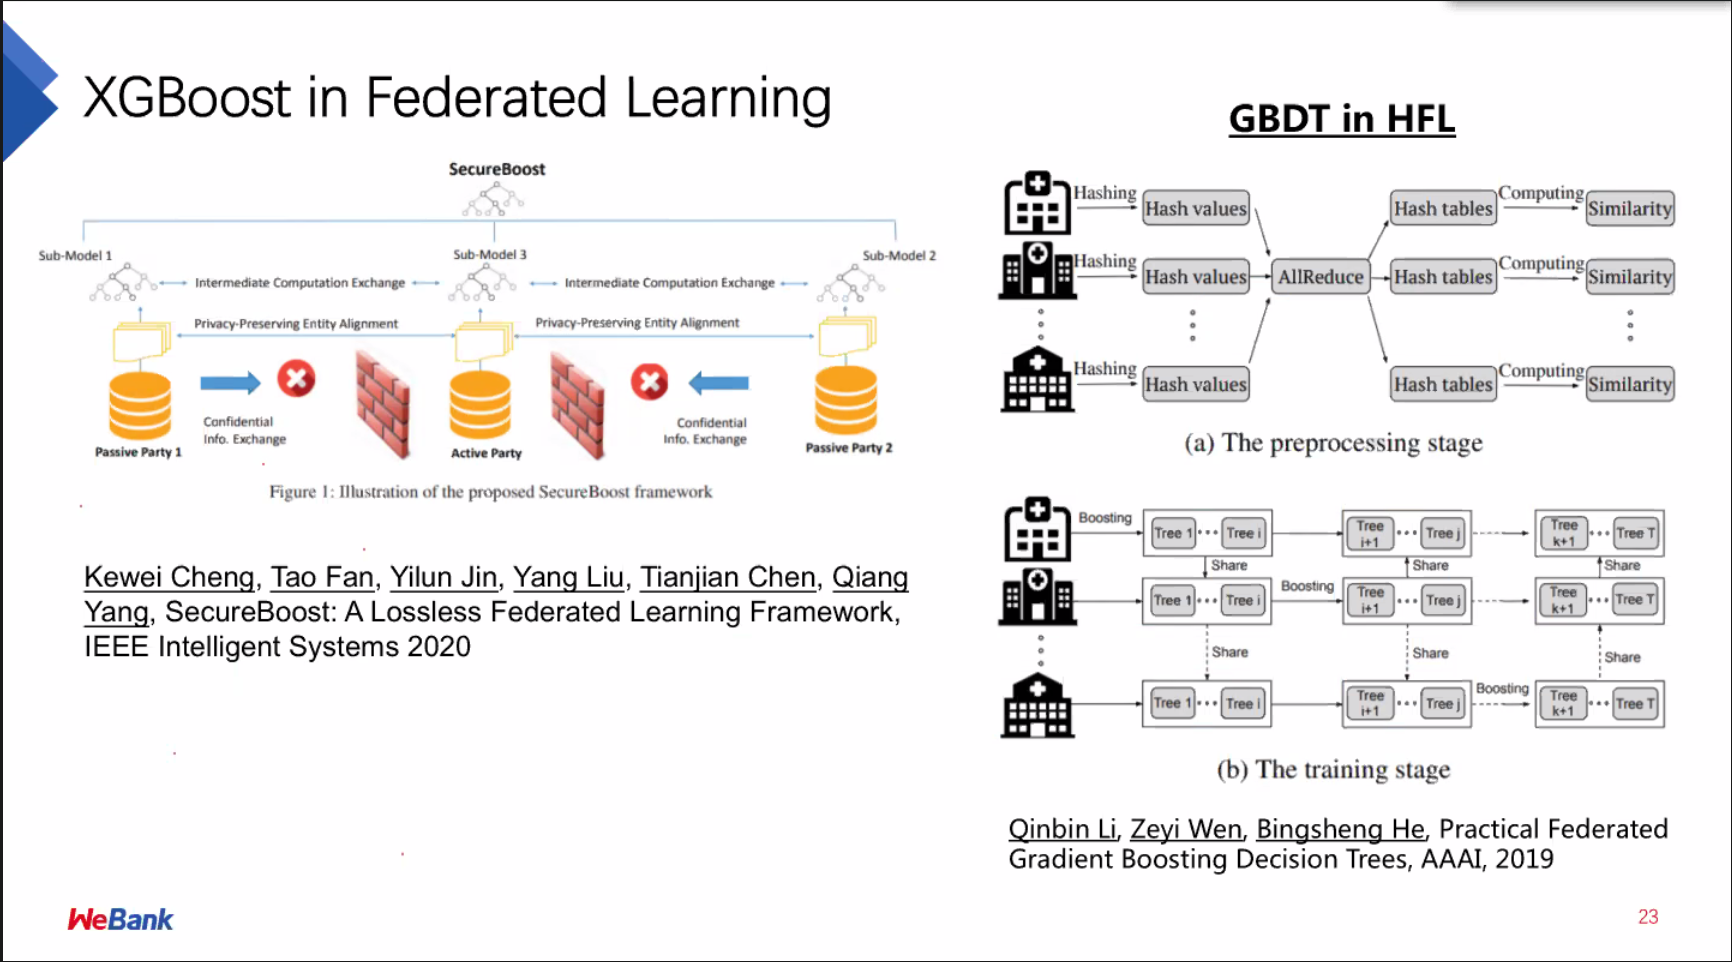 XGBoost in Federated Learning
SecureBoost
Sub-Model 1
Sub-Model 3
Sub-Model 2
Intermediate Computation Exchange
Intermediate Computation Exchange
Privacy-Preserving Entity Alignment
Privacy-Preserving Entity Alignment
Confidential
Info. Exchange
Confidential
Info. Exchange
Passive Party 1
Active Party
Passive Party 2
Figure 1: Illustration of the proposed SecureBoost framework
Kewei Cheng, Tao Fan, Yilun Jin, Yang Liu, Tianjian Chen, Qiang
Yang, SecureBoost: A Lossless Federated Learning Framework,
IEEE Intelligent Systems 2020
GBDT in HFL
Hashing
Hash values
Hash tables
Computing
Similarity
Hashing
Hash values
AllReduce
Hash tables
Computing
Similarity
Hashing
Hash values
Hash tables
Computing
Similarity
(a) The preprocessing stage
Boosting
Tree 1
Tree i
Tree
i+1
Tree j
Tree
k+1
Tree T
Share
Share
Share
Tree 1
Tree i
Boosting
Tree
i+1
Tree j
Tree
k+1
Tree T
Share
Share
Share
Tree 1
Tree i
Tree
i+1
Tree j
Boosting
Tree
k+1
Tree T
(b) The training stage
Qinbin Li, Zeyi Wen, Bingsheng He, Practical Federated
Gradient Boosting Decision Trees, AAAI, 2019
WeBank
23